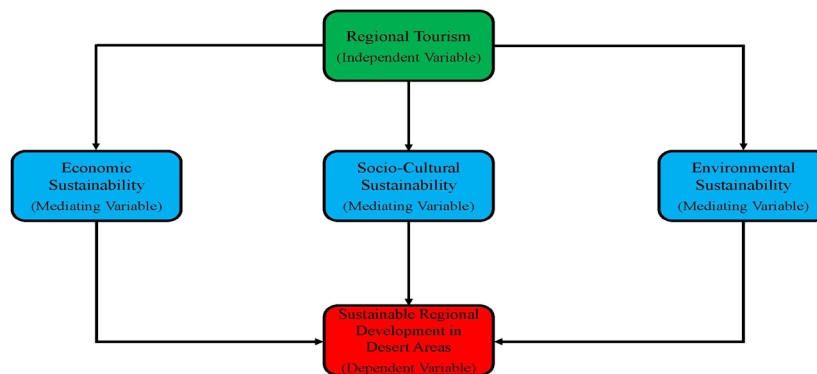 Regional Tourism
(Independent Variable)
Economic
Sustainability
(Mediating Variable)
Socio-Cultural
Sustainability
(Mediating Variable)
Environmental
Sustainability
(Mediating Variable)
Sustainable Regional
Development in
Desert Areas
(Dependent Variable)